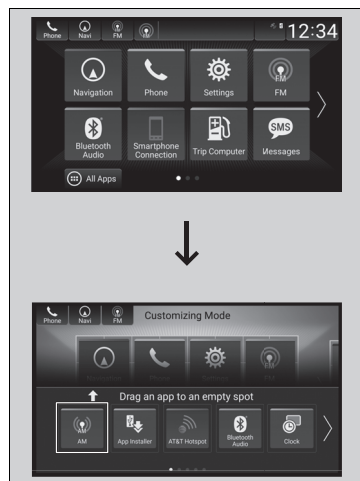 Phone Navi FM 12:34
Navigation Phone Settings FM
Bluetooth Audio Smartphone Connection Trip Computer SMS Messages
All Apps
Phone Navi FM Customizing Mode
Drag an app to an empty spot
AM App Installer AT&T Hotspot Bluetooth Audio Clock